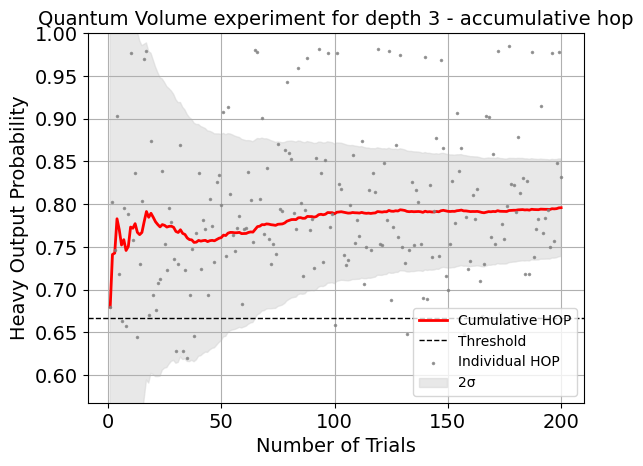 Quantum Volume experiment for depth 3 - accumulative hop
Heavy Output Probability
1.00
0.95
0.90
0.85
0.80
0.75
0.70
0.65
0.60
Cumulative HOP
Threshold
Individual HOP
2σ
0 50 100 150 200
Number of Trials